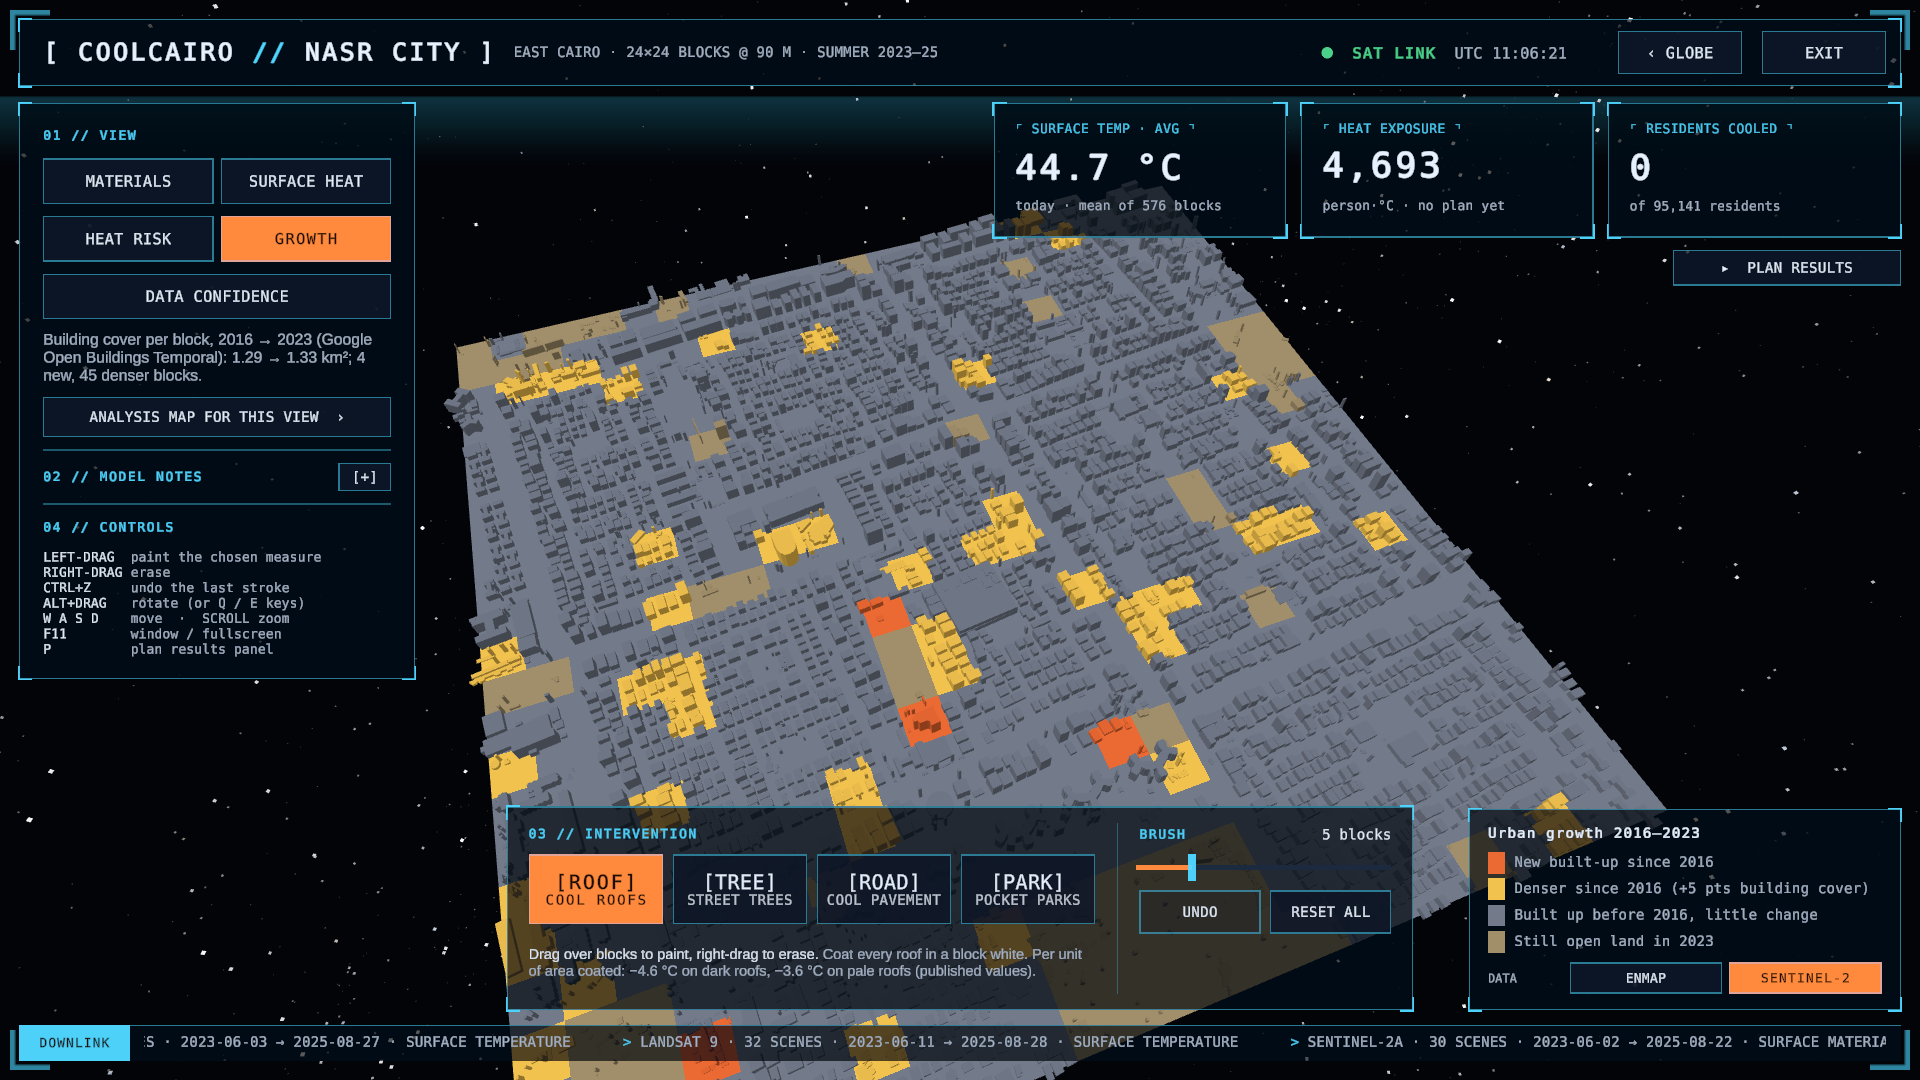 [ COOLCAIRO // NASR CITY ]
EAST CAIRO · 24×24 BLOCKS @ 90 M · SUMMER 2023–25
SAT LINK
UTC 11:06:21
‹ GLOBE
EXIT
01 // VIEW
MATERIALS
SURFACE HEAT
HEAT RISK
GROWTH
DATA CONFIDENCE
Building cover per block, 2016 → 2023 (Google
Open Buildings Temporal): 1.29 → 1.33 km²; 4
new, 45 denser blocks.
ANALYSIS MAP FOR THIS VIEW ›
02 // MODEL NOTES
[+]
04 // CONTROLS
LEFT-DRAG paint the chosen measure
RIGHT-DRAG erase
CTRL+Z undo the last stroke
ALT+DRAG rotate (or Q / E keys)
W A S D move · SCROLL zoom
F11 window / fullscreen
P plan results panel
⌜ SURFACE TEMP · AVG ⌝
44.7 °C
today · mean of 576 blocks
⌜ HEAT EXPOSURE ⌝
4,693
person·°C · no plan yet
⌜ RESIDENTS COOLED ⌝
0
of 95,141 residents
▸ PLAN RESULTS
03 // INTERVENTION
[ROOF]
COOL ROOFS
[TREE]
STREET TREES
[ROAD]
COOL PAVEMENT
[PARK]
POCKET PARKS
Drag over blocks to paint, right-drag to erase. Coat every roof in a block white. Per unit
of area coated: −4.6 °C on dark roofs, −3.6 °C on pale roofs (published values).
BRUSH
5 blocks
UNDO
RESET ALL
Urban growth 2016–2023
New built-up since 2016
Denser since 2016 (+5 pts building cover)
Built up before 2016, little change
Still open land in 2023
DATA
ENMAP
SENTINEL-2
DOWNLINK
S · 2023-06-03 → 2025-08-27 · SURFACE TEMPERATURE > LANDSAT 9 · 32 SCENES · 2023-06-11 → 2025-08-28 · SURFACE TEMPERATURE > SENTINEL-2A · 30 SCENES · 2023-06-02 → 2025-08-22 · SURFACE MATERIA